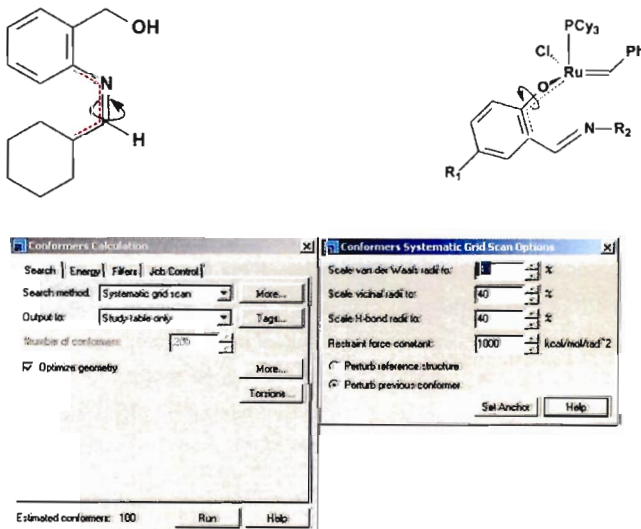 OH
N
H
PCy3
Cl
Ph
O
Ru
N
R2
R1
Conformers Calculation
Search Energy Filters Job Control
Search method: Systematic grid scan More...
Output to: Study table only Tags...
Number of conformers: 200
Optimize geometry More...
Torsions...
Estimated conformers: 100 Run Help
Conformers Systematic Grid Scan Options
Scale van der Waals radii to: %
Scale vicinal radii to: 40 %
Scale H-bond radii to: 40 %
Restraint force constant: 1000 kcal/mol/rad^2
Perturb reference structure
Perturb previous conformer
Set Anchor Help